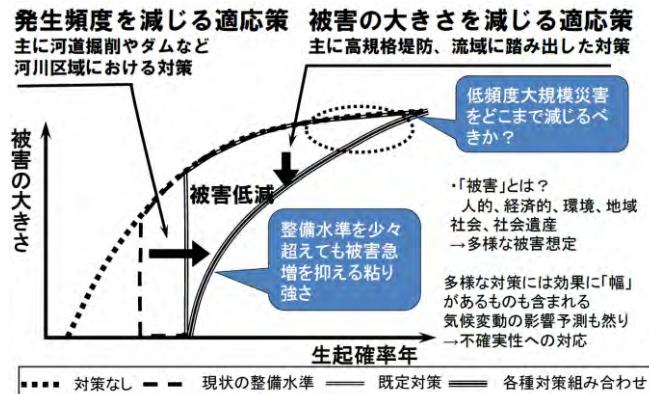 発生頻度を減じる適応策
主に河道掘削やダムなど
河川区域における対策
被害の大きさを減じる適応策
主に高規格堤防、流域に踏み出した対策
低頻度大規模災害
をどこまで減じるべ
きか?
被害の大きさ
被害低減
整備水準を少々
超えても被害急
増を抑える粘り
強さ
・「被害」とは?
人的、経済的、環境、地域
社会、社会遺産
→多様な被害想定
多様な対策には効果に「幅」
があるものも含まれる
気候変動の影響予測も然り
→不確実性への対応
生起確率年
対策なし 現状の整備水準 既定対策 各種対策組み合わせ